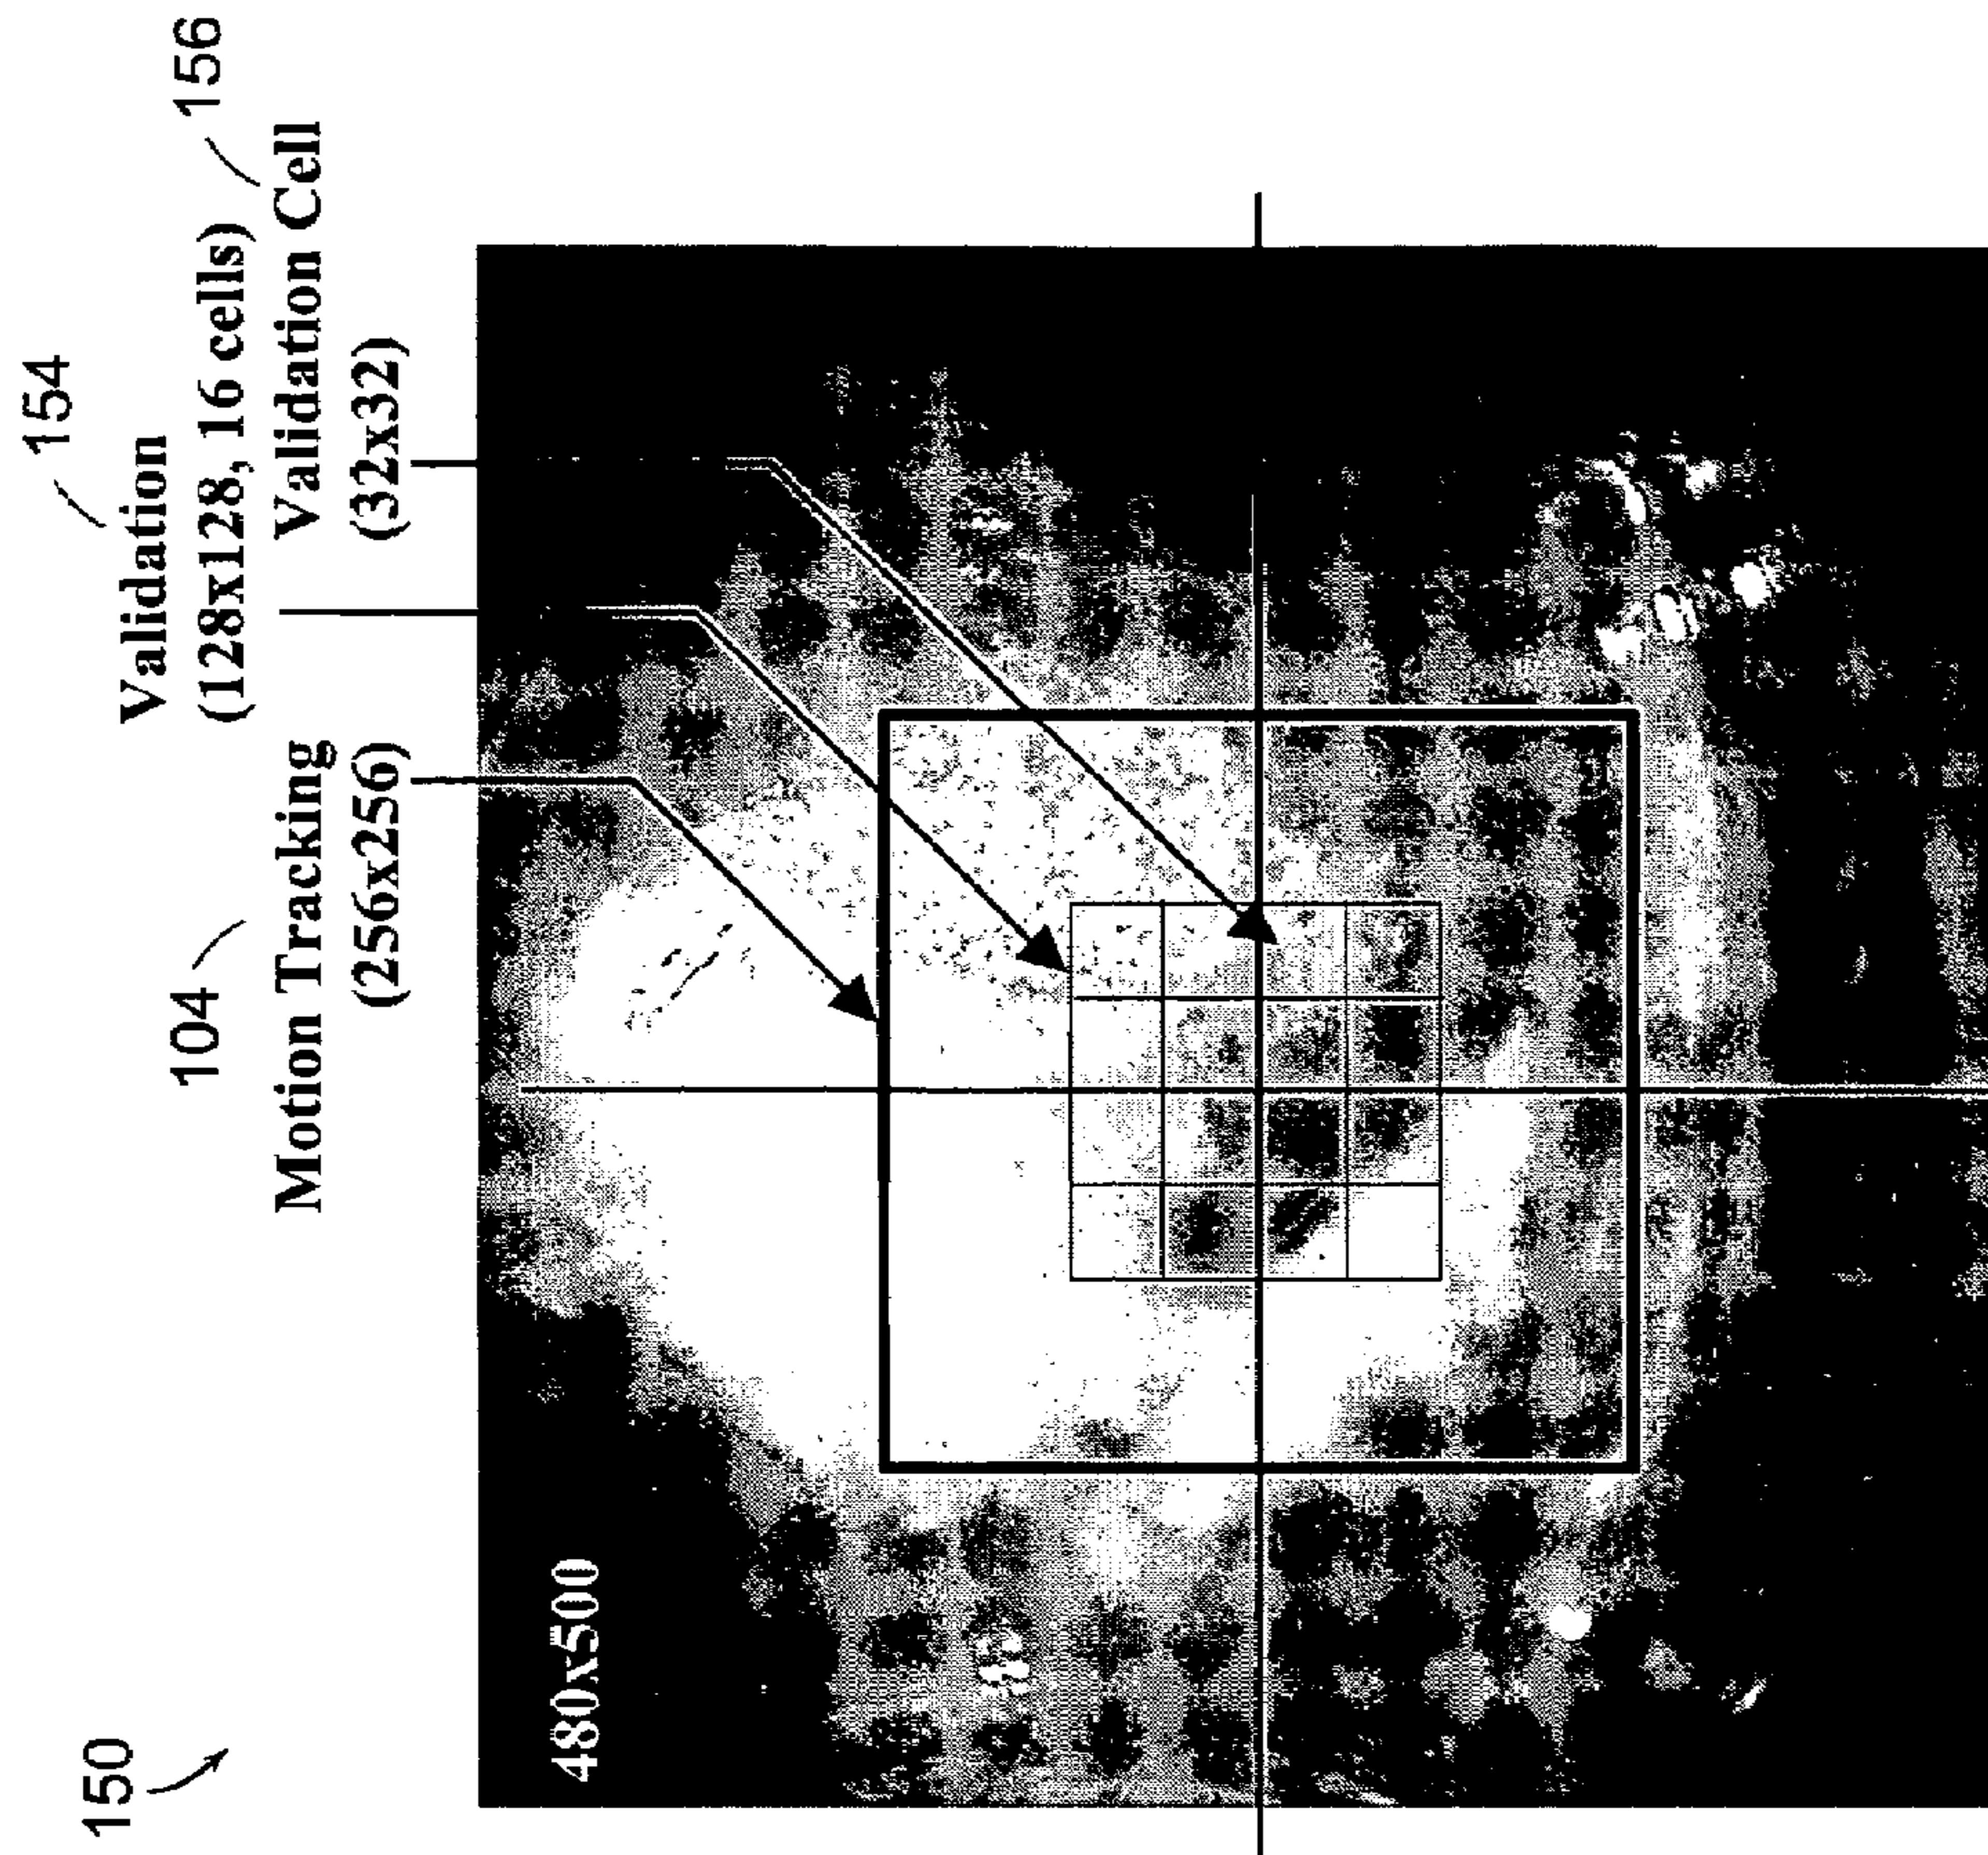 150
104
Motion Tracking
(256x256)
154
Validation
(128x128, 16 cells)
156
Validation Cell
(32x32)
480x500